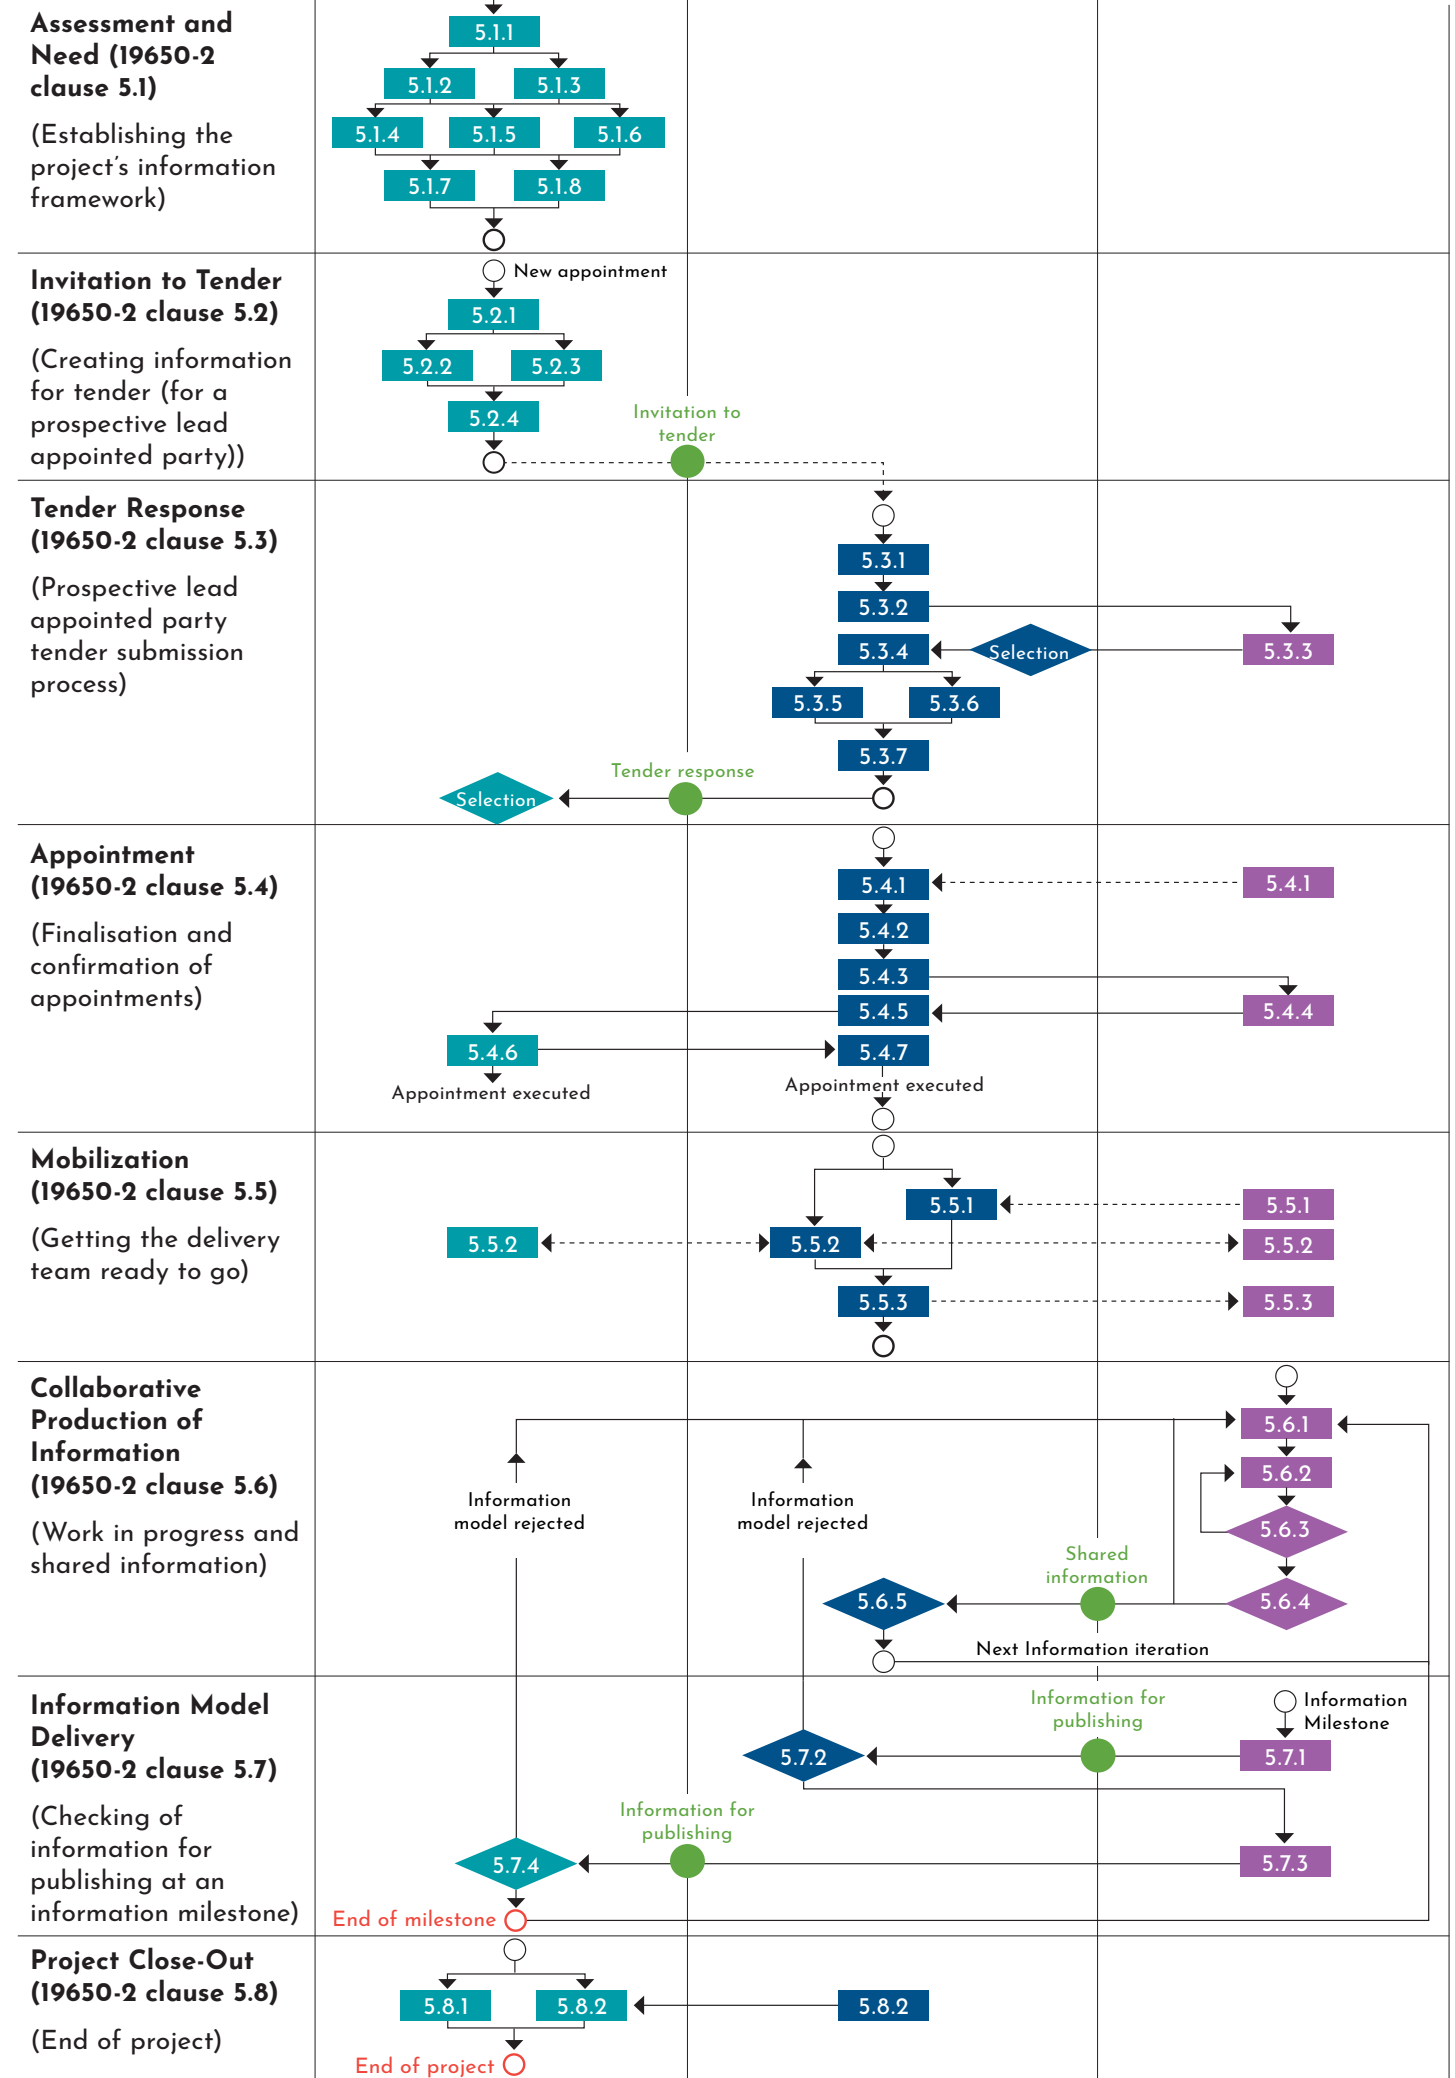 Assessment and
Need (19650-2
clause 5.1)
(Establishing the
project's information
framework)
5.1.1
5.1.2 5.1.3
5.1.4 5.1.5 5.1.6
5.1.7 5.1.8
Invitation to Tender
(19650-2 clause 5.2)
(Creating information
for tender (for a
prospective lead
appointed party))
New appointment
5.2.1
5.2.2 5.2.3
5.2.4
Invitation to
tender
Tender Response
(19650-2 clause 5.3)
(Prospective lead
appointed party
tender submission
process)
5.3.1
5.3.2
5.3.4 Selection 5.3.3
5.3.5 5.3.6
5.3.7
Tender response
Selection
Appointment
(19650-2 clause 5.4)
(Finalisation and
confirmation of
appointments)
5.4.1 5.4.1
5.4.2
5.4.3
5.4.5 5.4.4
5.4.6 5.4.7
Appointment executed Appointment executed
Mobilization
(19650-2 clause 5.5)
(Getting the delivery
team ready to go)
5.5.1 5.5.1
5.5.2 5.5.2 5.5.2
5.5.3 5.5.3
Collaborative
Production of
Information
(19650-2 clause 5.6)
(Work in progress and
shared information)
5.6.1
5.6.2
Information
model rejected
Information
model rejected
5.6.3
Shared
information
5.6.5 5.6.4
Next Information iteration
Information Model
Delivery
(19650-2 clause 5.7)
(Checking of
information for
publishing at an
information milestone)
Information for
publishing
Information
Milestone
5.7.2 5.7.1
Information for
publishing
5.7.4 5.7.3
End of milestone
Project Close-Out
(19650-2 clause 5.8)
(End of project)
5.8.1 5.8.2 5.8.2
End of project